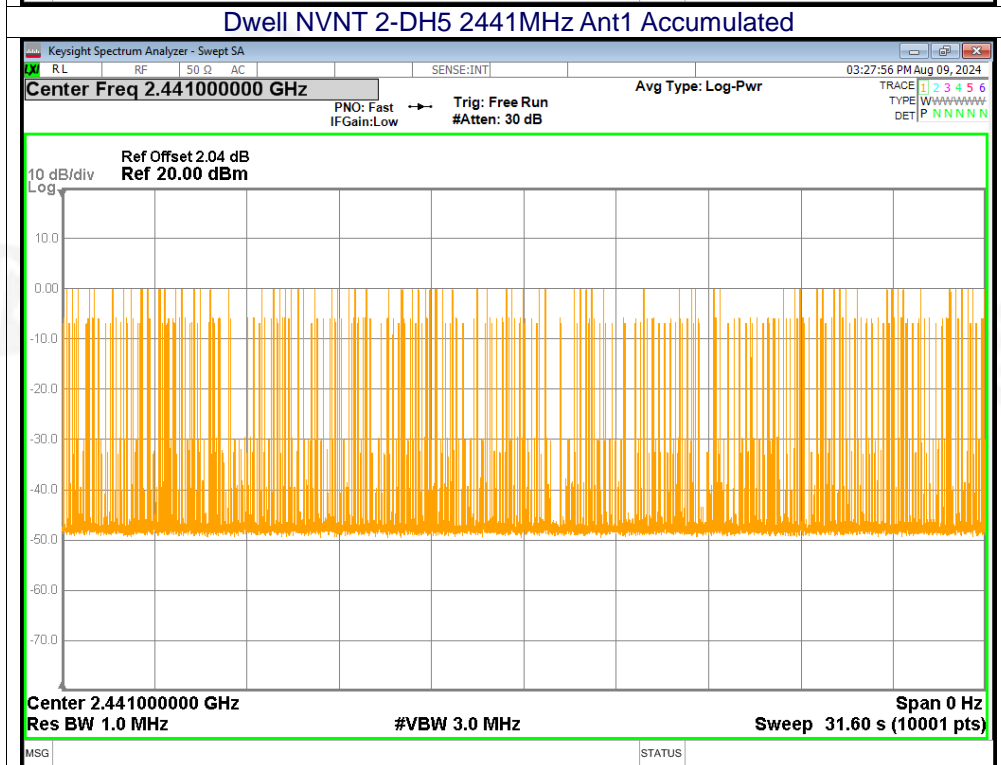 Dwell NVNT 2-DH5 2441MHz Ant1 Accumulated
Keysight Spectrum Analyzer - Swept SA
LXI RL RF 50 Ω AC SENSE:INT 03:27:56 PM Aug 09, 2024
Center Freq 2.441000000 GHz Avg Type: Log-Pwr TRACE 1 2 3 4 5 6
PNO: Fast Trig: Free Run TYPE WWWWWWW
IFGain:Low #Atten: 30 dB DET P N N N N N
Ref Offset 2.04 dB
10 dB/div Ref 20.00 dBm
Log
10.0
0.00
-10.0
-20.0
-30.0
-40.0
-50.0
-60.0
-70.0
Center 2.441000000 GHz Span 0 Hz
Res BW 1.0 MHz #VBW 3.0 MHz Sweep 31.60 s (10001 pts)
MSG STATUS